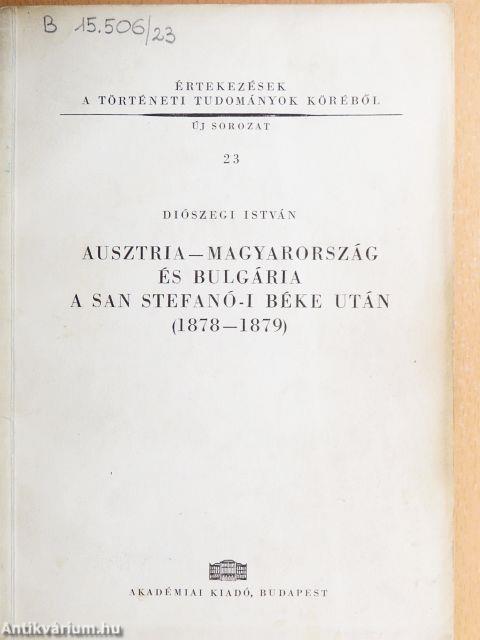 B 15.506/23
ÉRTEKEZÉSEK
A TÖRTÉNETI TUDOMÁNYOK KÖRÉBŐL
ÚJ SOROZAT
23
DIÓSZEGI ISTVÁN
AUSZTRIA—MAGYARORSZÁG
ÉS BULGÁRIA
A SAN STEFANÓ-I BÉKE UTÁN
(1878—1879)
AKADÉMIAI KIADÓ, BUDAPEST
Antikvárium.hu